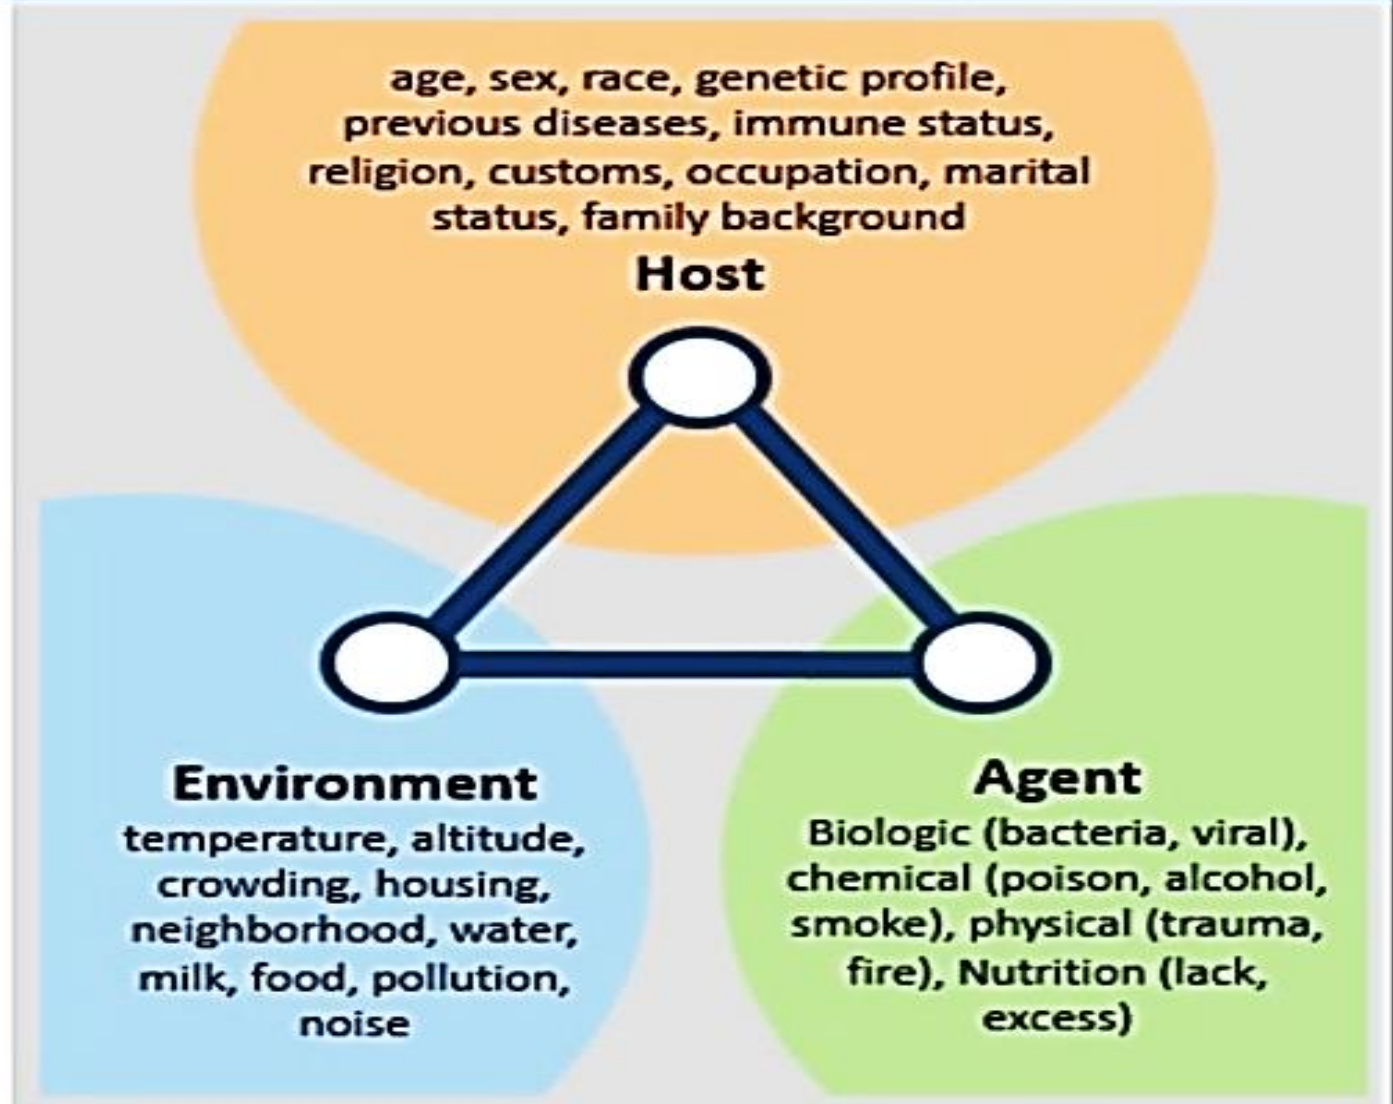 age, sex, race, genetic profile,
previous diseases, immune status,
religion, customs, occupation, marital
status, family background
Host
Environment
temperature, altitude,
crowding, housing,
neighborhood, water,
milk, food, pollution,
noise
Agent
Biologic (bacteria, viral),
chemical (poison, alcohol,
smoke), physical (trauma,
fire), Nutrition (lack,
excess)